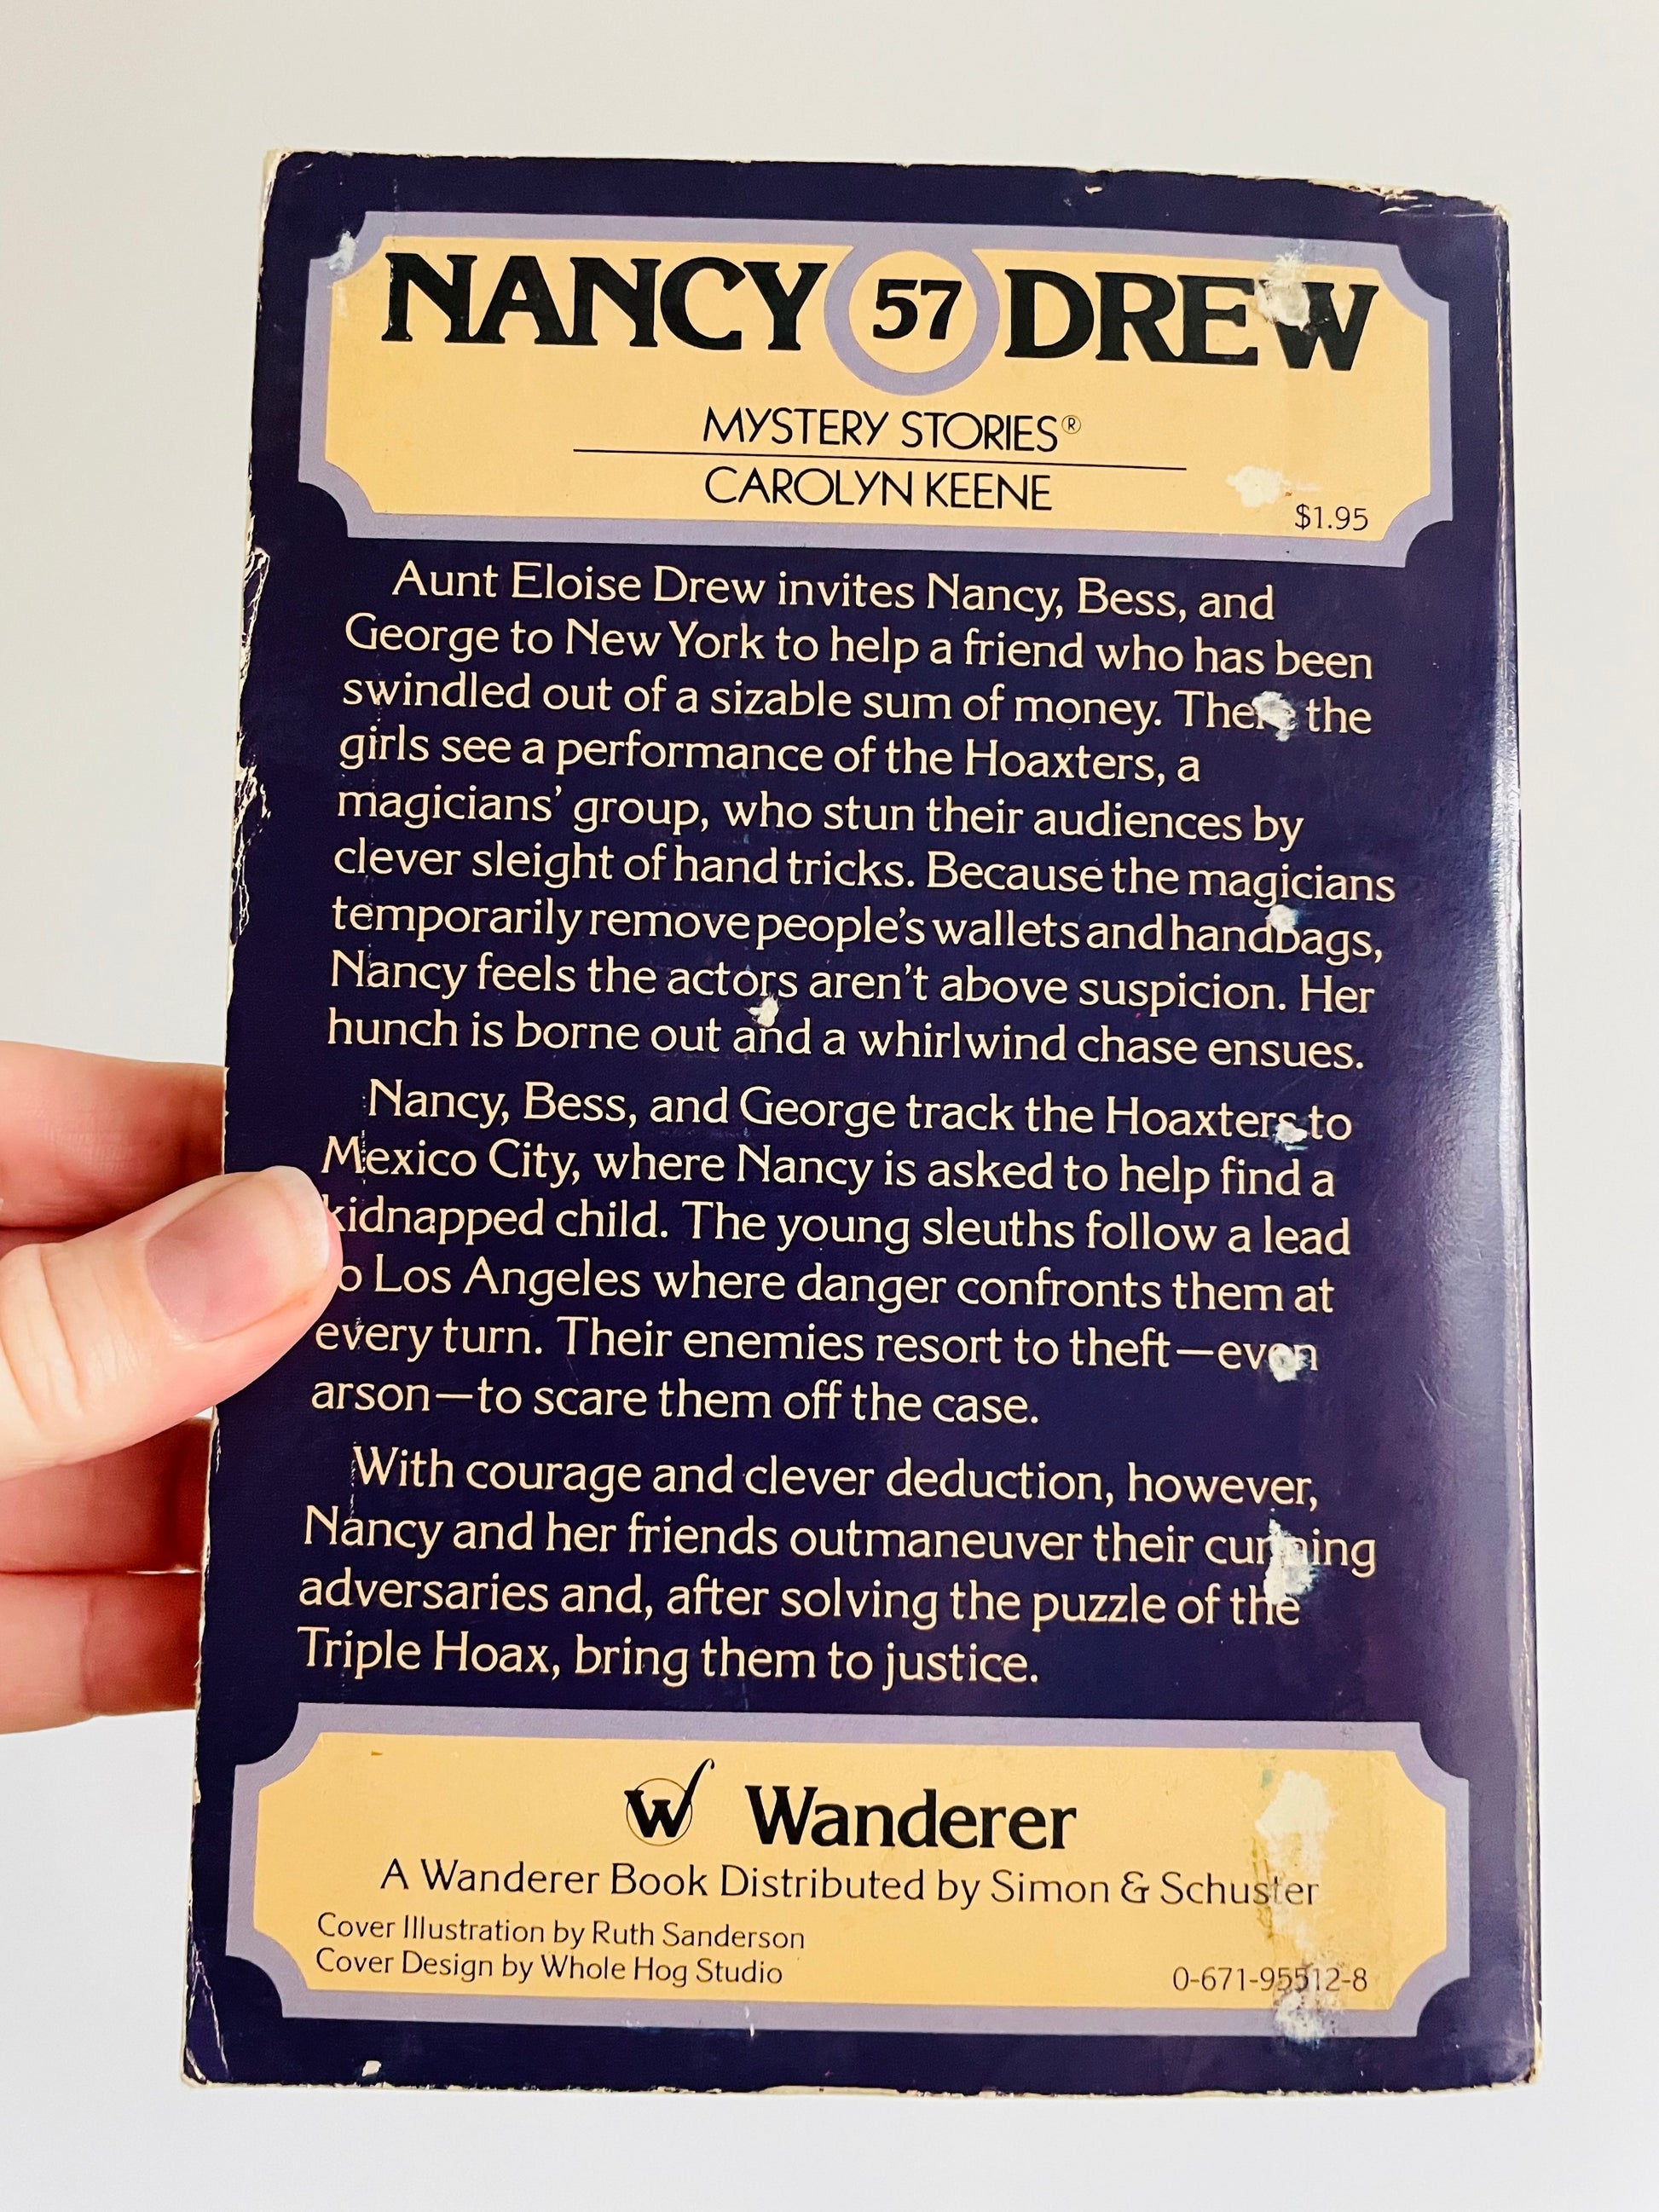 NANCY 57 DREW
MYSTERY STORIES®
CAROLYN KEENE
$1.95
Aunt Eloise Drew invites Nancy, Bess, and
George to New York to help a friend who has been
swindled out of a sizable sum of money. There the
girls see a performance of the Hoaxters, a
magicians' group, who stun their audiences by
clever sleight of hand tricks. Because the magicians
temporarily remove people's wallets and handbags,
Nancy feels the actors aren't above suspicion. Her
hunch is borne out and a whirlwind chase ensues.
Nancy, Bess, and George track the Hoaxters to
Mexico City, where Nancy is asked to help find a
kidnapped child. The young sleuths follow a lead
to Los Angeles where danger confronts them at
every turn. Their enemies resort to theft—even
arson—to scare them off the case.
With courage and clever deduction, however,
Nancy and her friends outmaneuver their cunning
adversaries and, after solving the puzzle of the
Triple Hoax, bring them to justice.
W Wanderer
A Wanderer Book Distributed by Simon & Schuster
Cover Illustration by Ruth Sanderson
Cover Design by Whole Hog Studio
0-671-95512-8